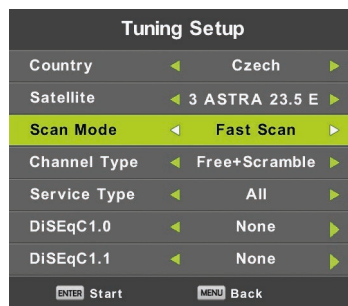 Tuning Setup
Country Czech
Satellite 3 ASTRA 23.5 E
Scan Mode Fast Scan
Channel Type Free+Scramble
Service Type All
DiSEqC1.0 None
DiSEqC1.1 None
ENTER Start MENU Back